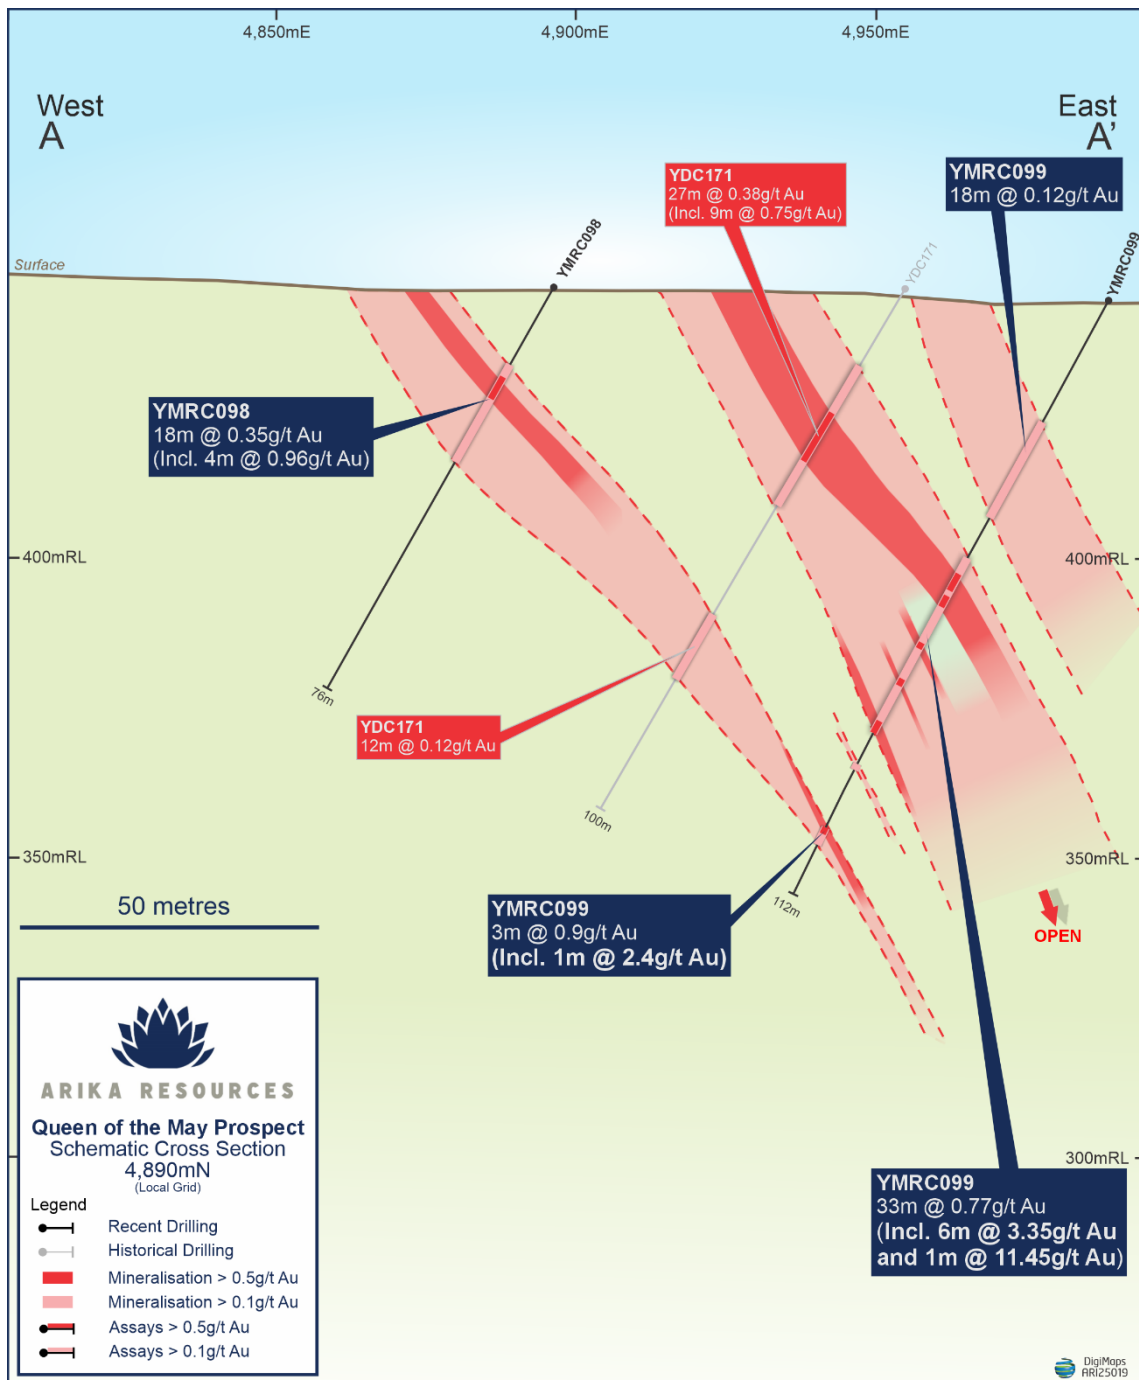 4,850mE
4,900mE
4,950mE
West
A
East
A'
YDC171
27m @ 0.38g/t Au
(Incl. 9m @ 0.75g/t Au)
YMRC099
18m @ 0.12g/t Au
Surface
YMRC098
YDC171
YMRC099
YMRC098
18m @ 0.35g/t Au
(Incl. 4m @ 0.96g/t Au)
400mRL
400mRL
76m
YDC171
12m @ 0.12g/t Au
100m
350mRL
350mRL
112m
50 metres
YMRC099
3m @ 0.9g/t Au
(Incl. 1m @ 2.4g/t Au)
OPEN
ARIKA RESOURCES
Queen of the May Prospect
Schematic Cross Section
4,890mN
(Local Grid)
Legend
Recent Drilling
Historical Drilling
Mineralisation > 0.5g/t Au
Mineralisation > 0.1g/t Au
Assays > 0.5g/t Au
Assays > 0.1g/t Au
300mRL
YMRC099
33m @ 0.77g/t Au
(Incl. 6m @ 3.35g/t Au
and 1m @ 11.45g/t Au)
DigiMaps
ARI25019